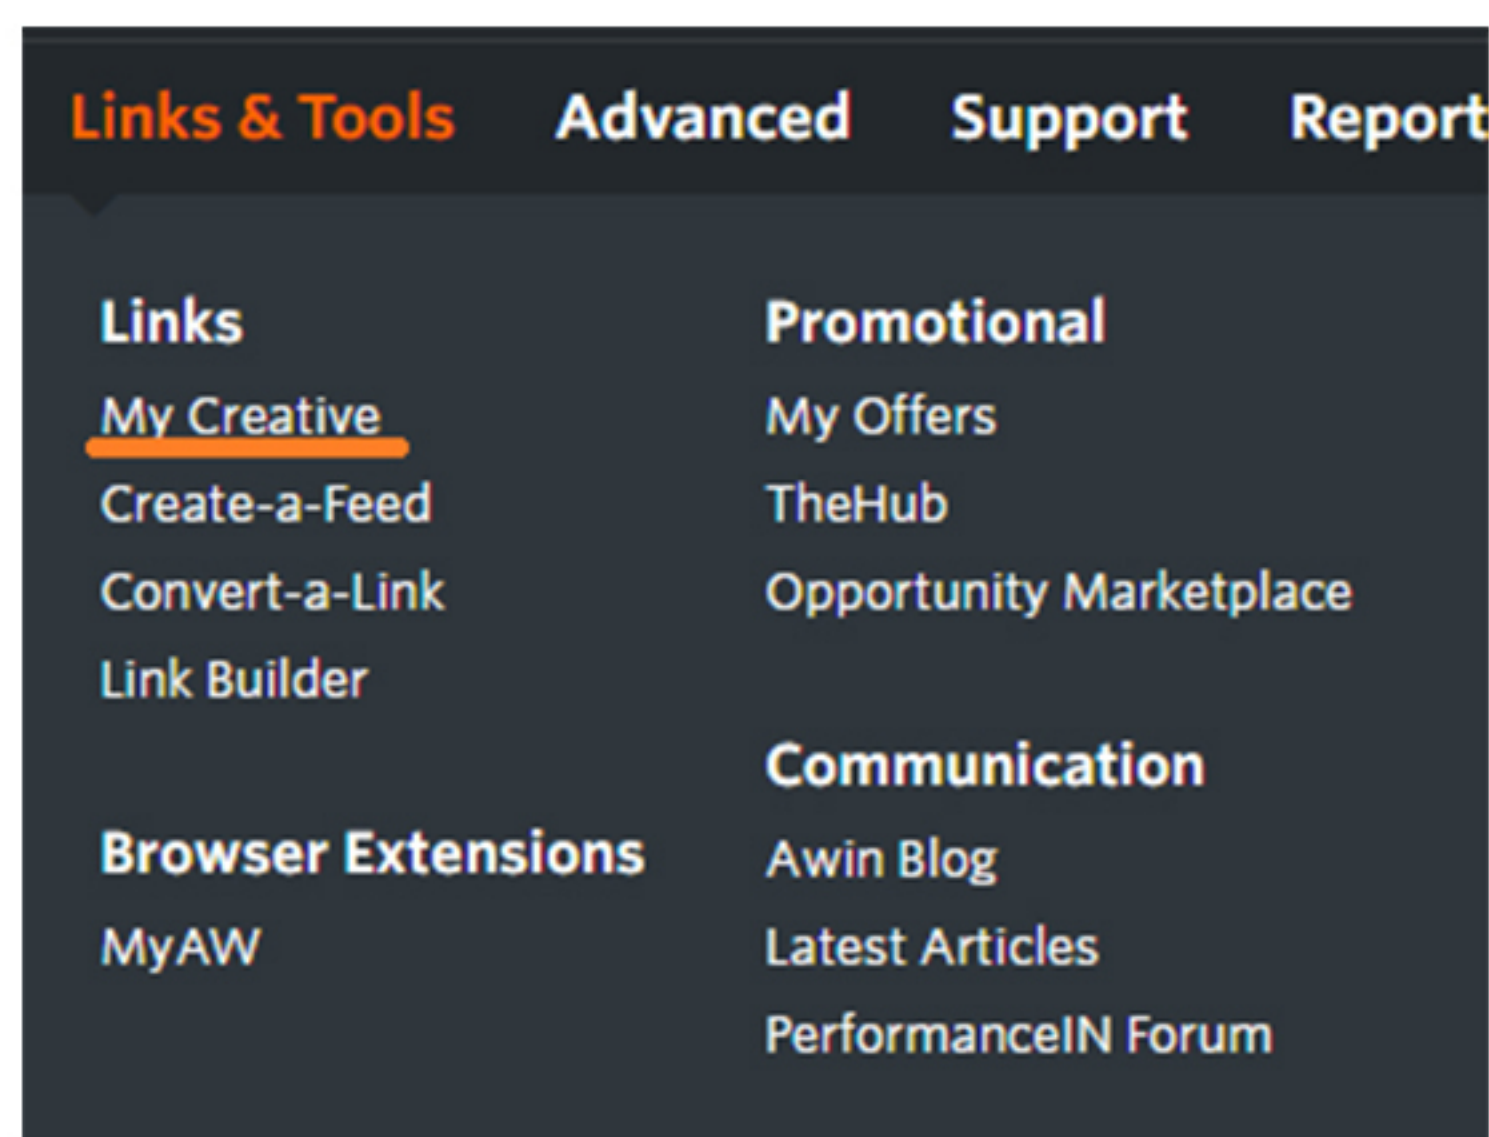 Links & Tools Advanced Support Report
Links
My Creative
Create-a-Feed
Convert-a-Link
Link Builder
Browser Extensions
MyAW
Promotional
My Offers
TheHub
Opportunity Marketplace
Communication
Awin Blog
Latest Articles
PerformanceIN Forum